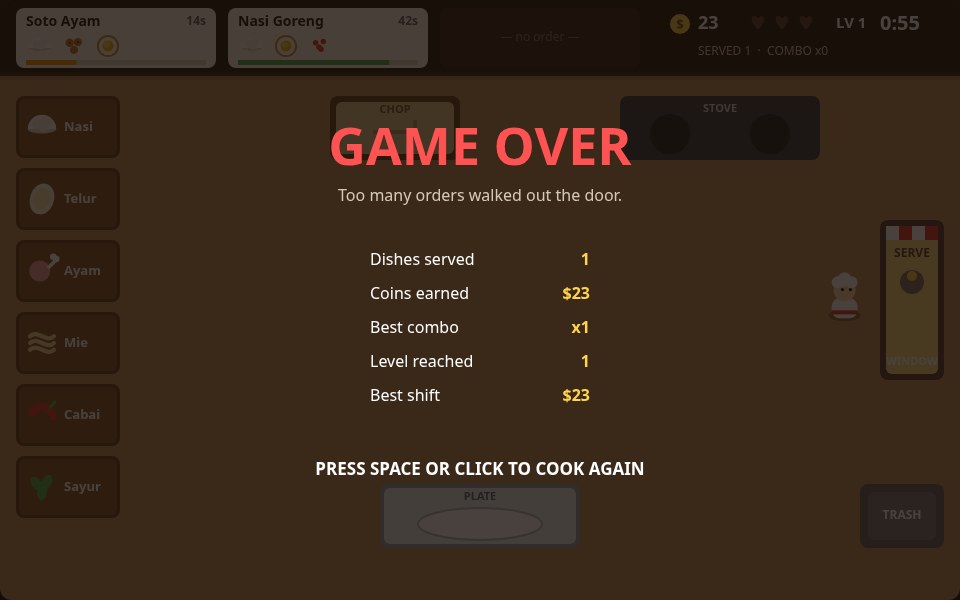 Soto Ayam 14s
Nasi Goreng 42s
— no order —
$ 23 LV 1 0:55
SERVED 1 · COMBO x0
CHOP
STOVE
GAME OVER
Too many orders walked out the door.
Nasi
Telur
Ayam
Mie
Cabai
Sayur
SERVE
WINDOW
Dishes served 1
Coins earned $23
Best combo x1
Level reached 1
Best shift $23
PRESS SPACE OR CLICK TO COOK AGAIN
PLATE
TRASH